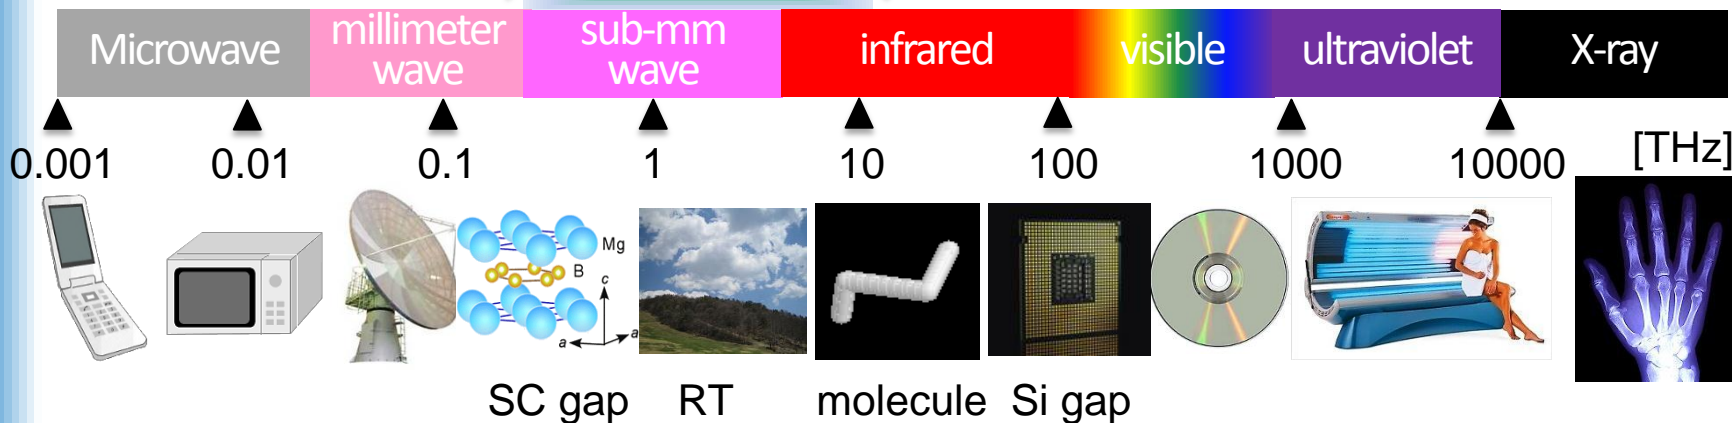 Microwave
millimeter
wave
sub-mm
wave
infrared
visible
ultraviolet
X-ray
0.001 0.01 0.1 1 10 100 1000 10000 [THz]
Mg
B
c
a
a
SC gap RT molecule Si gap